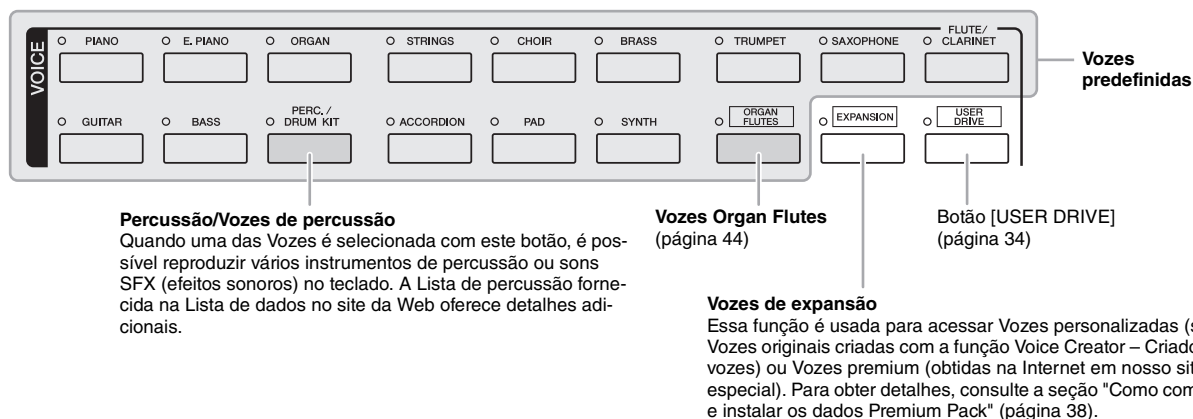 VOICE
PIANO
E. PIANO
ORGAN
STRINGS
CHOIR
BRASS
TRUMPET
SAXOPHONE
FLUTE/
CLARINET
Vozes
predefinidas
GUITAR
BASS
PERC. /
DRUM KIT
ACCORDION
PAD
SYNTH
ORGAN
FLUTES
EXPANSION
USER
DRIVE
Percussão/Vozes de percussão
Quando uma das Vozes é selecionada com este botão, é pos-
sível reproduzir vários instrumentos de percussão ou sons
SFX (efeitos sonoros) no teclado. A Lista de percussão forne-
cida na Lista de dados no site da Web oferece detalhes adi-
cionais.
Vozes Organ Flutes
(página 44)
Botão [USER DRIVE]
(página 34)
Vozes de expansão
Essa função é usada para acessar Vozes personalizadas
Vozes originais criadas com a função Voice Creator –
vozes) ou Vozes premium (obtidas na Internet em nosso
especial). Para obter detalhes, consulte a seção "Como
e instalar os dados Premium Pack" (página 38).